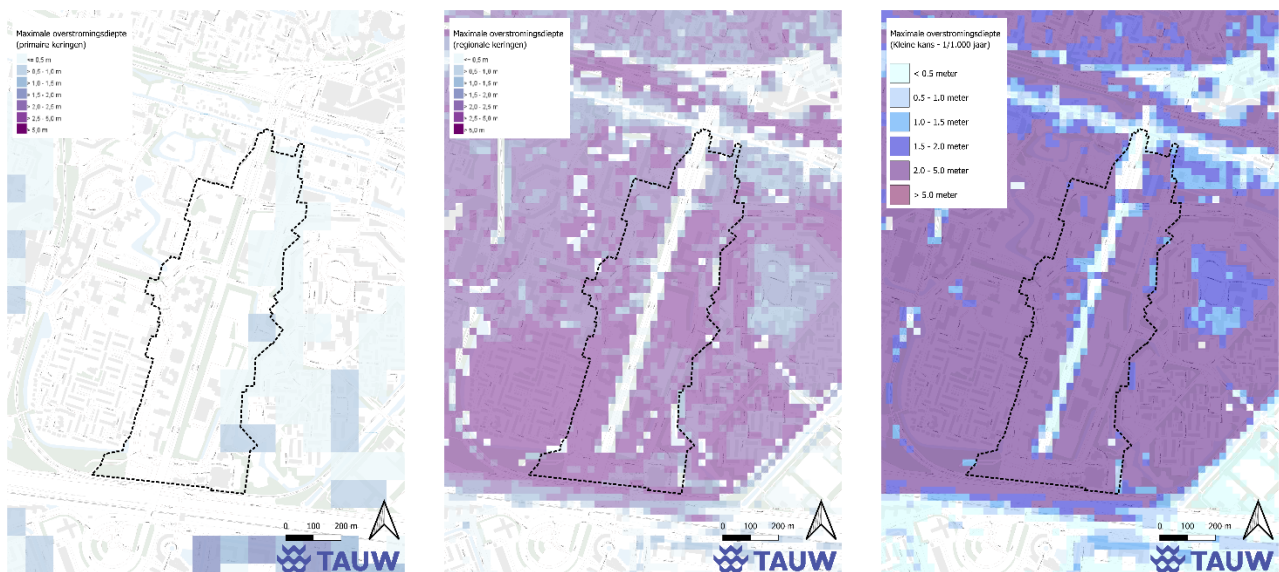 Maximale overstromingsdiepte
(primaire keringen)
<= 0,5 m
> 0,5 - 1,0 m
> 1,0 - 1,5 m
> 1,5 - 2,0 m
> 2,0 - 2,5 m
> 2,5 - 5,0 m
> 5,0 m
0 100 200 m
TAUW
Maximale overstromingsdiepte
(regionale keringen)
<= 0,5 m
> 0,5 - 1,0 m
> 1,0 - 1,5 m
> 1,5 - 2,0 m
> 2,0 - 2,5 m
> 2,5 - 5,0 m
> 5,0 m
0 100 200 m
TAUW
Maximale overstromingsdiepte
(Kleine kans - 1/1.000 jaar)
< 0.5 meter
0.5 - 1.0 meter
1.0 - 1.5 meter
1.5 - 2.0 meter
2.0 - 5.0 meter
> 5.0 meter
0 100 200 m
TAUW